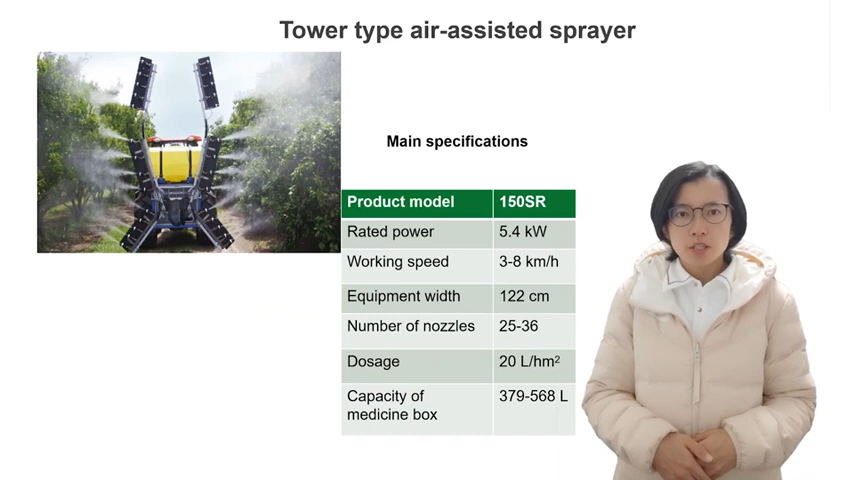 Tower type air-assisted sprayer
Main specifications
Product model 150SR
Rated power 5.4 kW
Working speed 3-8 km/h
Equipment width 122 cm
Number of nozzles 25-36
Dosage 20 L/hm²
Capacity of medicine box 379-568 L